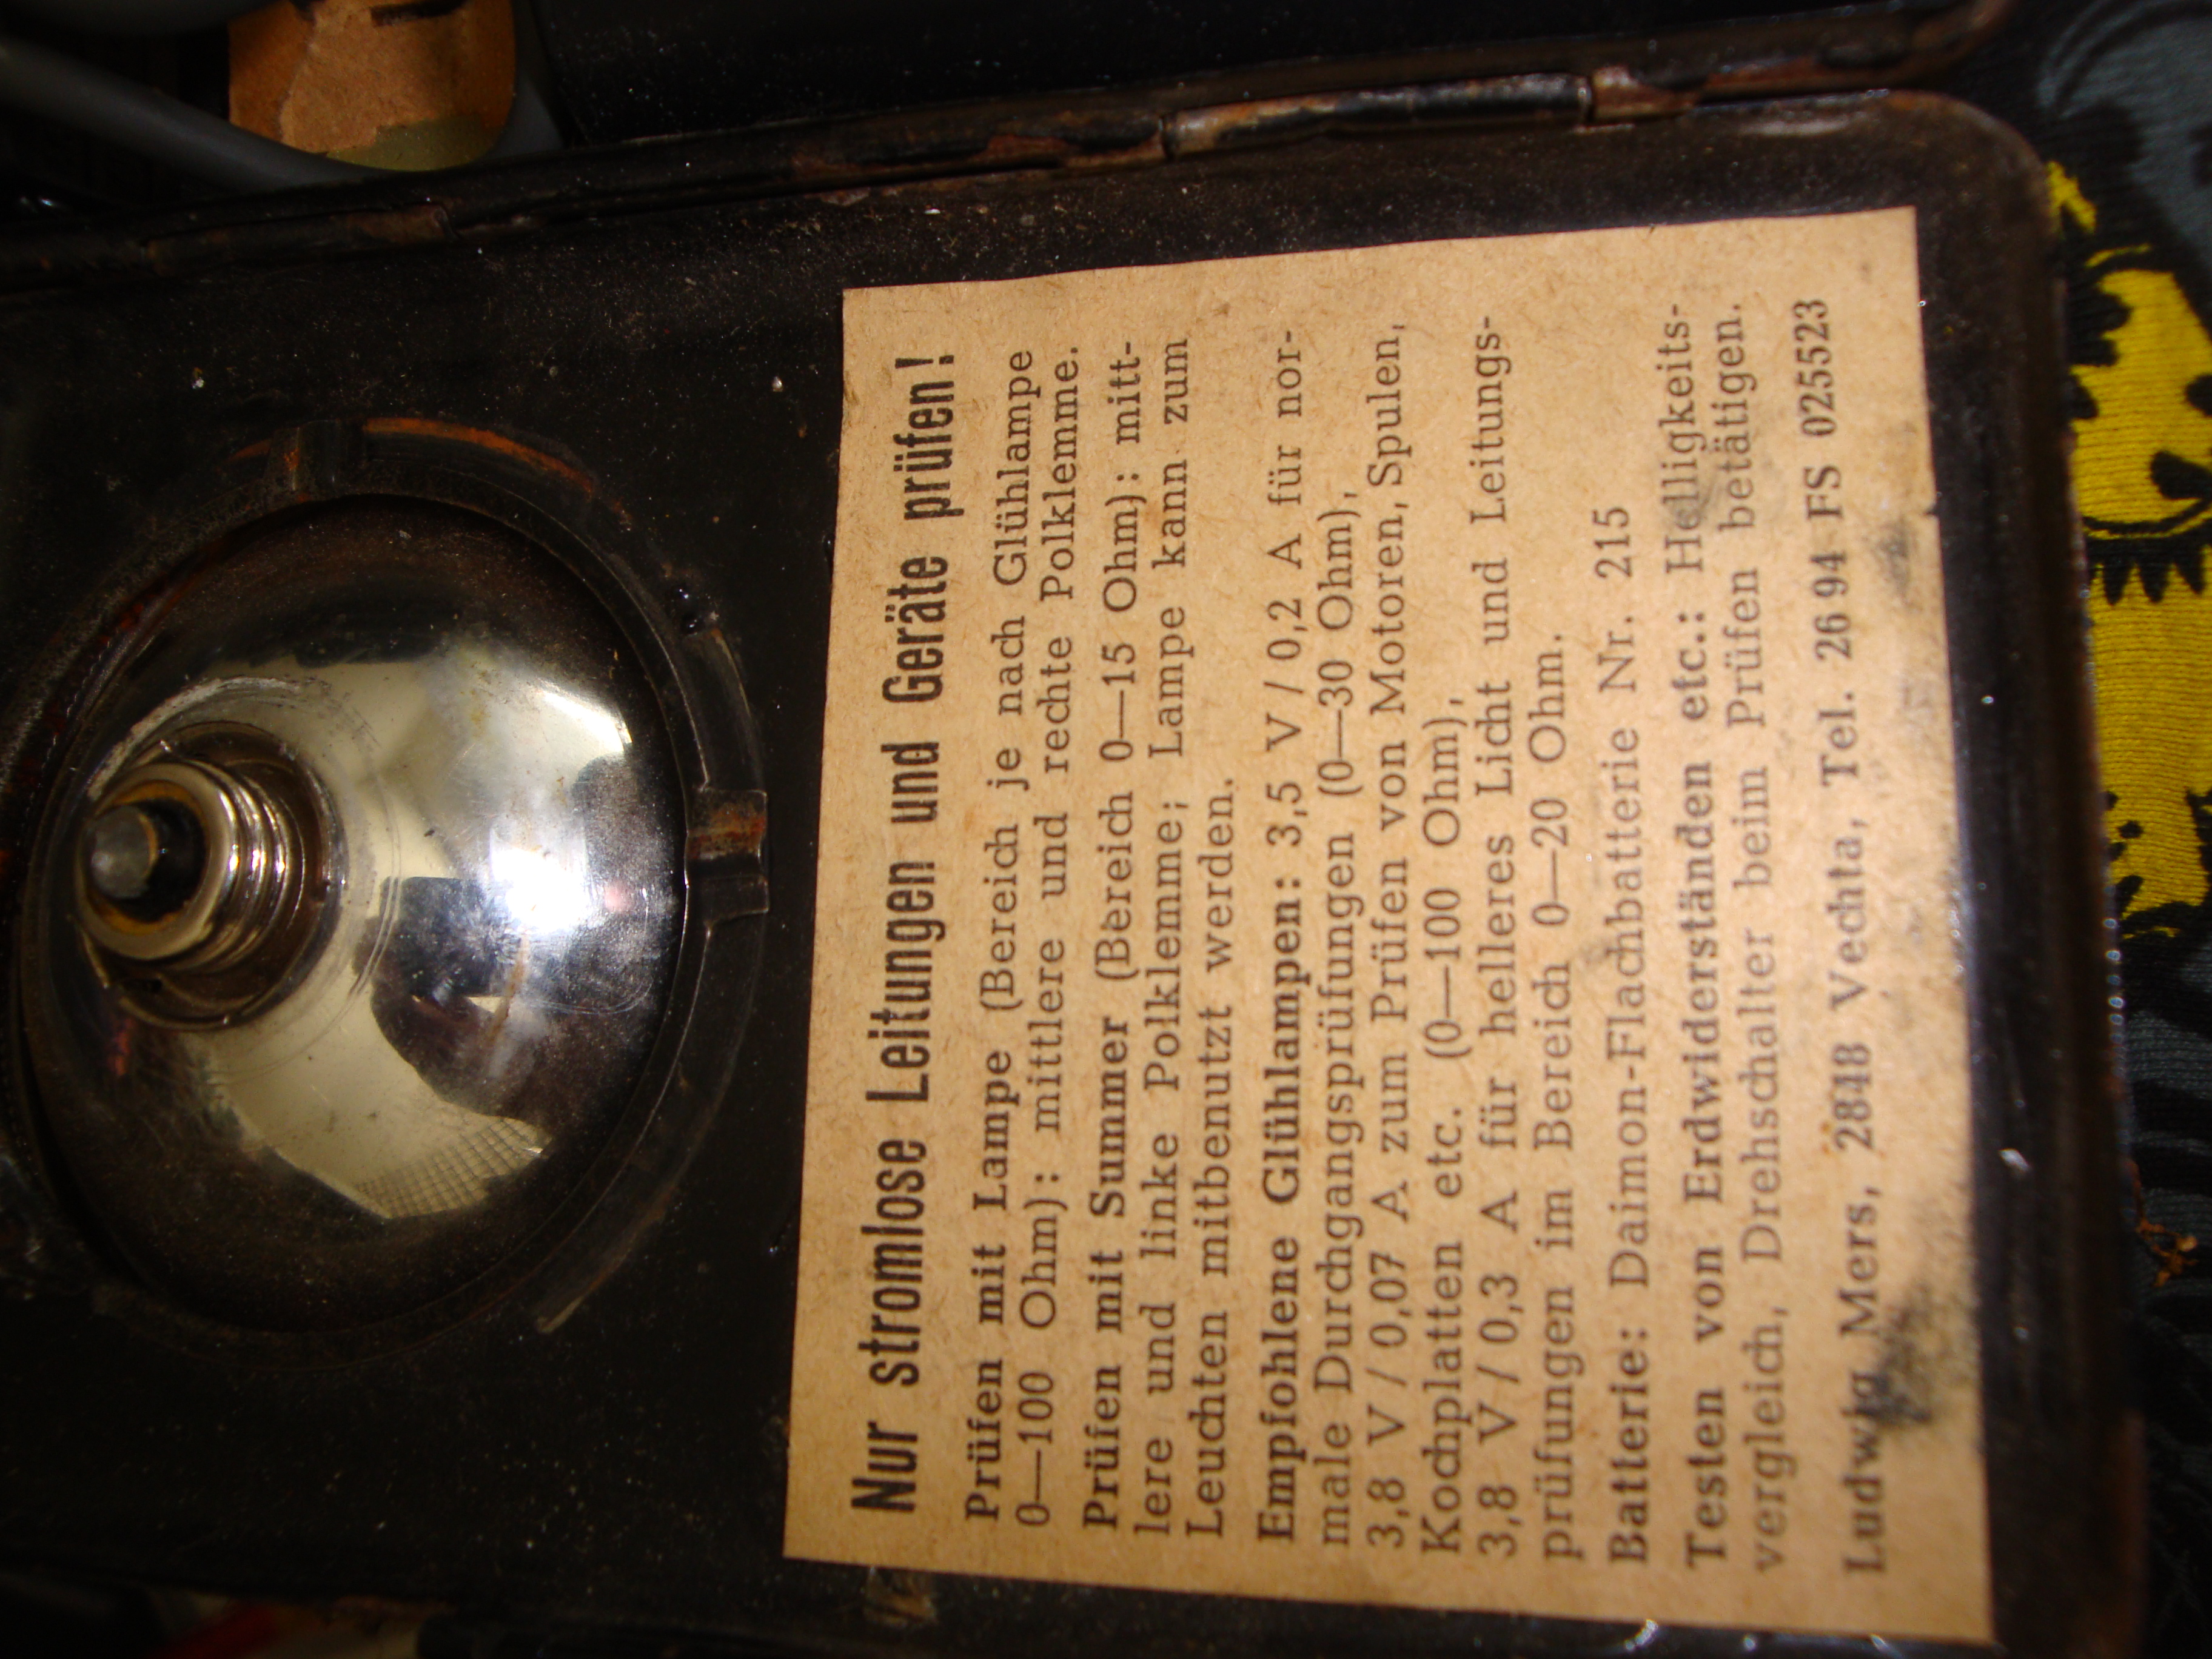 Nur stromlose Leitungen und Geräte prüfen!
Prüfen mit Lampe (Bereich je nach Glühlampe
0—100 Ohm): mittlere und rechte Polklemme.
Prüfen mit Summer (Bereich 0—15 Ohm): mitt-
lere und linke Polklemme; Lampe kann zum
Leuchten mitbenutzt werden.
Empfohlene Glühlampen: 3,5 V / 0,2 A für nor-
male Durchgangsprüfungen (0—30 Ohm),
3,8 V / 0,07 A zum Prüfen von Motoren, Spulen,
Kochplatten etc. (0—100 Ohm),
3,8 V / 0,3 A für helleres Licht und Leitungs-
prüfungen im Bereich 0—20 Ohm.
Batterie: Daimon-Flachbatterie Nr. 215
Testen von Erdwiderständen etc.: Helligkeits-
vergleich, Drehschalter beim Prüfen betätigen.
Ludwig Mers, 2848 Vechta, Tel. 26 94 FS 025523